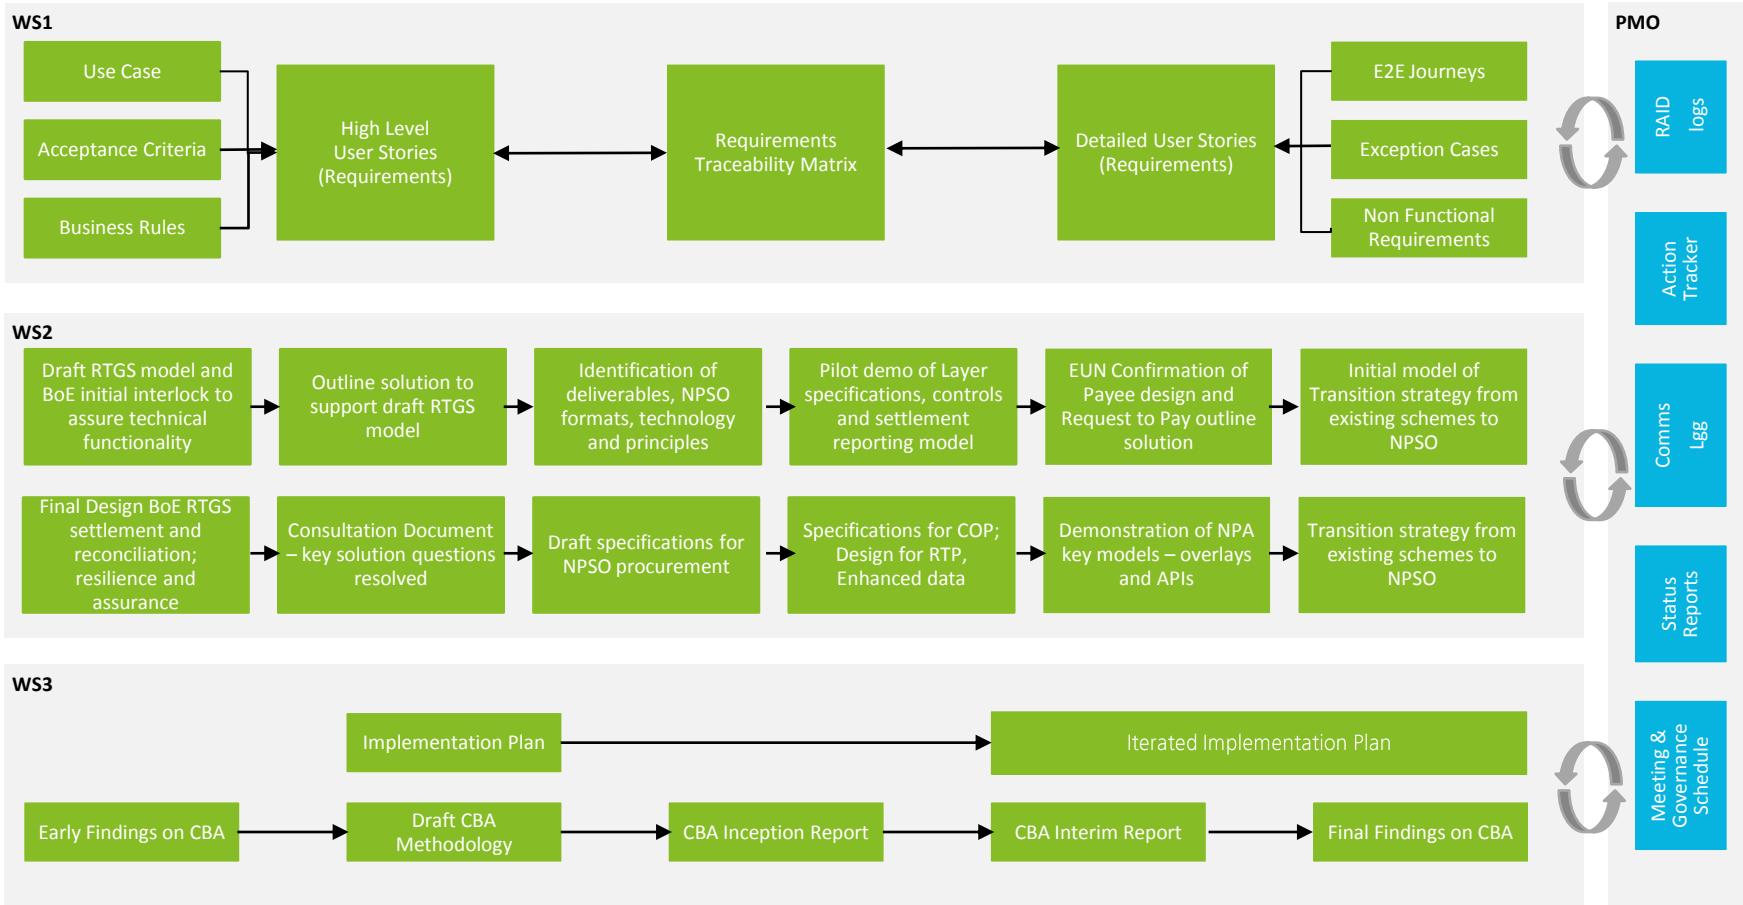 WS1
Use Case
Acceptance Criteria
Business Rules
High Level
User Stories
(Requirements)
Requirements
Traceability Matrix
Detailed User Stories
(Requirements)
E2E Journeys
Exception Cases
Non Functional
Requirements
WS2
Draft RTGS model and
BoE initial interlock to
assure technical
functionality
Outline solution to
support draft RTGS
model
Identification of
deliverables, NPSO
formats, technology
and principles
Pilot demo of Layer
specifications, controls
and settlement
reporting model
EUN Confirmation of
Payee design and
Request to Pay outline
solution
Initial model of
Transition strategy from
existing schemes to
NPSO
Final Design BoE RTGS
settlement and
reconciliation;
resilience and
assurance
Consultation Document
– key solution questions
resolved
Draft specifications for
NPSO procurement
Specifications for COP;
Design for RTP,
Enhanced data
Demonstration of NPA
key models – overlays
and APIs
Transition strategy from
existing schemes to
NPSO
WS3
Implementation Plan
Iterated Implementation Plan
Early Findings on CBA
Draft CBA
Methodology
CBA Inception Report
CBA Interim Report
Final Findings on CBA
PMO
RAID
logs
Action
Tracker
Comms
Lgg
Status
Reports
Meeting &
Governance
Schedule